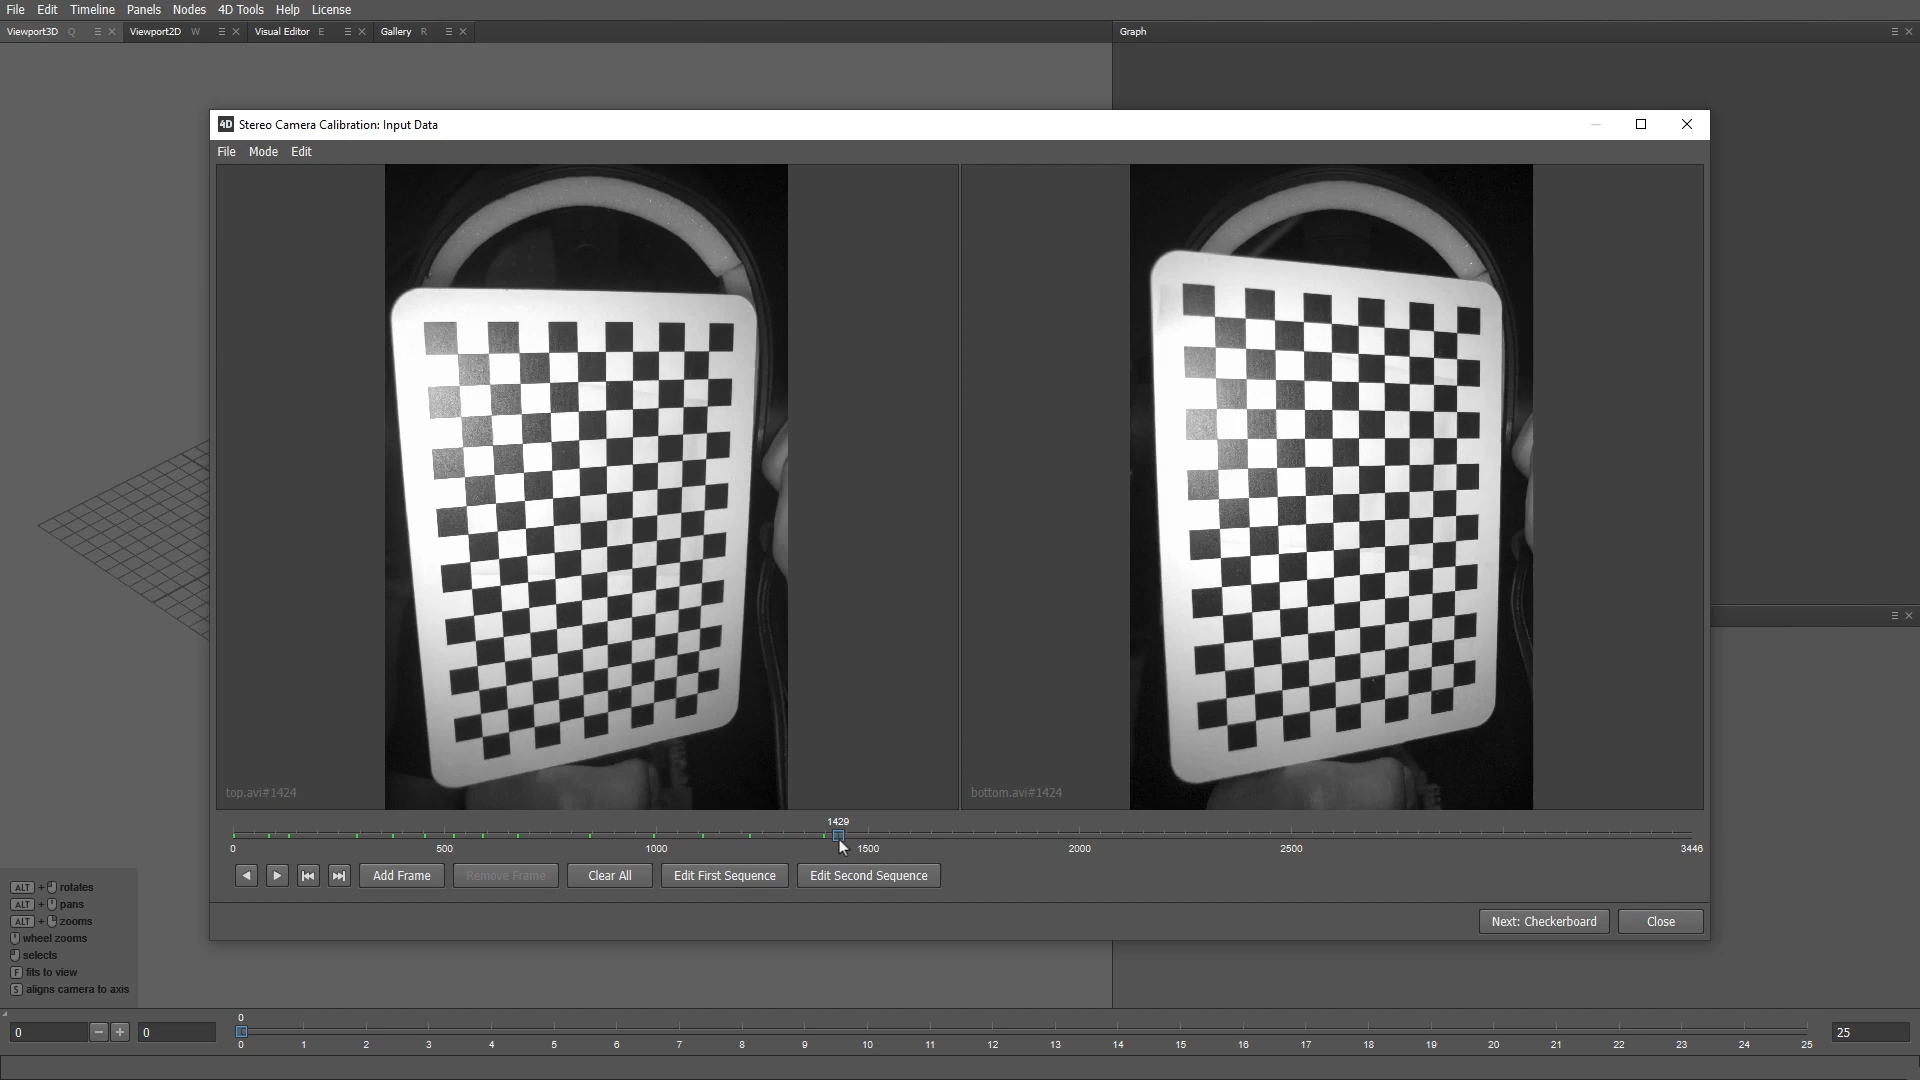 File Edit Timeline Panels Nodes 4D Tools Help License
Viewport3D Q Viewport2D W Visual Editor E Gallery R Graph
4D Stereo Camera Calibration: Input Data
File Mode Edit
top.avi#1424 bottom.avi#1424
1429
0 500 1000 1500 2000 2500 3446
Add Frame Remove Frame Clear All Edit First Sequence Edit Second Sequence
Next: Checkerboard Close
ALT + rotates
ALT + pans
ALT + zooms
wheel zooms
selects
F fits to view
S aligns camera to axis
0
0 0 25
0 1 2 3 4 5 6 7 8 9 10 11 12 13 14 15 16 17 18 19 20 21 22 23 24 25